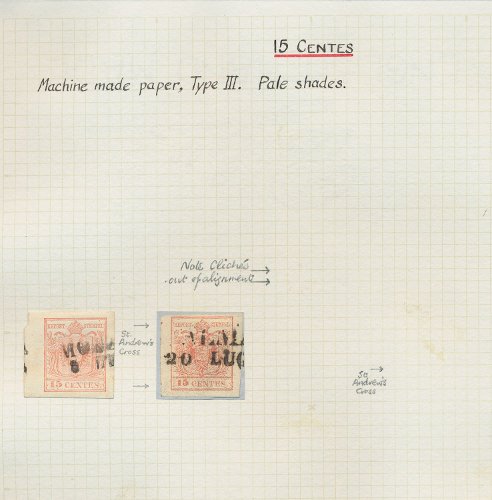 15 CENTES
Machine made paper, Type III. Pale shades.
Note Clichés
out of alignment
St
Andrew's
Cross
St
Andrew's
Cross
15 CENTES
20 LUG
15 CENTES